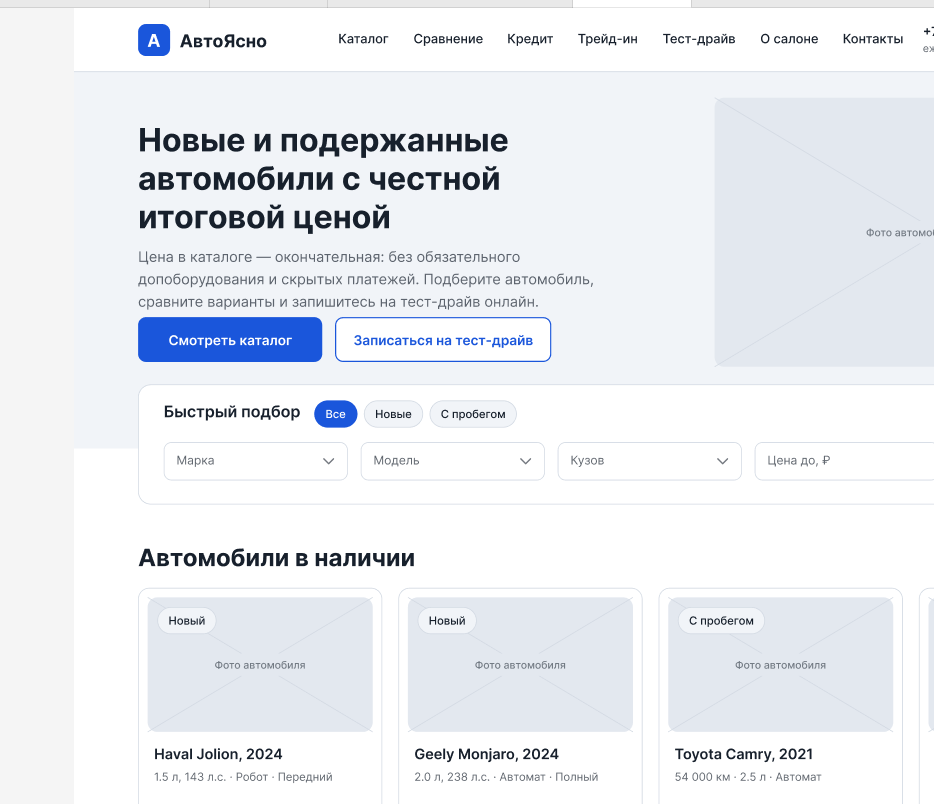 А АвтоЯсно Каталог Сравнение Кредит Трейд-ин Тест-драйв О салоне Контакты +7
Новые и подержанные
автомобили с честной
итоговой ценой
Фото
Цена в каталоге — окончательная: без обязательного
допоборудования и скрытых платежей. Подберите автомобиль,
сравните варианты и запишитесь на тест-драйв онлайн.
Смотреть каталог Записаться на тест-драйв
Быстрый подбор Все Новые С пробегом
Марка Модель Кузов Цена до, ₽
Автомобили в наличии
Новый Новый С пробегом
Фото автомобиля Фото автомобиля Фото автомобиля
Haval Jolion, 2024 Geely Monjaro, 2024 Toyota Camry, 2021
1.5 л, 143 л.с. · Робот · Передний 2.0 л, 238 л.с. · Автомат · Полный 54 000 км · 2.5 л · Автомат